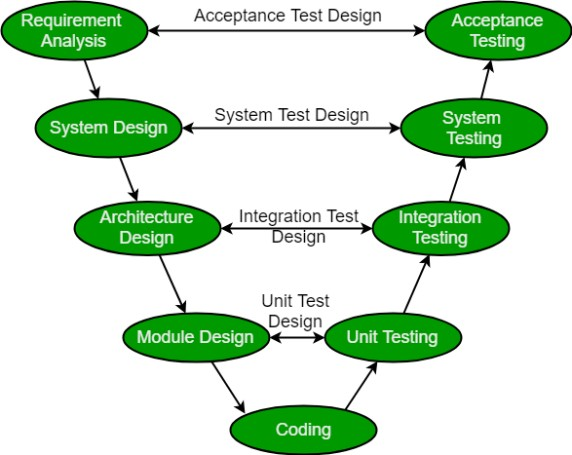 Requirement
Analysis
Acceptance Test Design
Acceptance
Testing
System Design
System Test Design
System
Testing
Architecture
Design
Integration Test
Design
Integration
Testing
Module Design
Unit Test
Design
Unit Testing
Coding